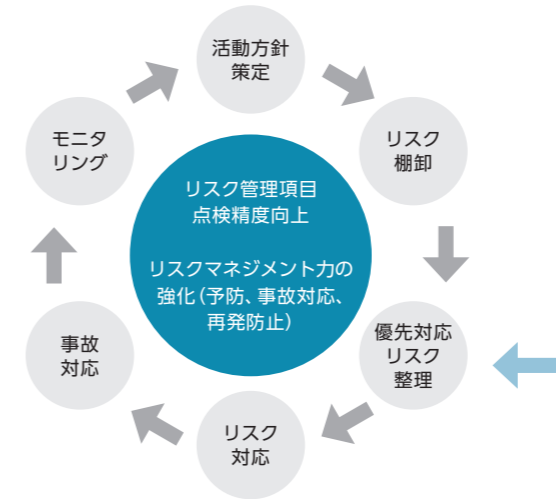 活動方針
策定
リスク
棚卸
優先対応
リスク
整理
リスク
対応
事故
対応
モニタ
リング
リスク管理項目
点検精度向上
リスクマネジメント力の
強化（予防、事故対応、
再発防止）